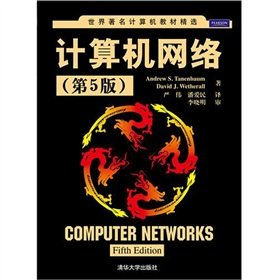 世界著名计算机教材精选
PEARSON
计算机网络
(第5版)
Andrew S. Tanenbaum
David J. Wetherall 著
严伟 潘爱民 译
李晓明 审
COMPUTER NETWORKS
Fifth Edition
清华大学出版社